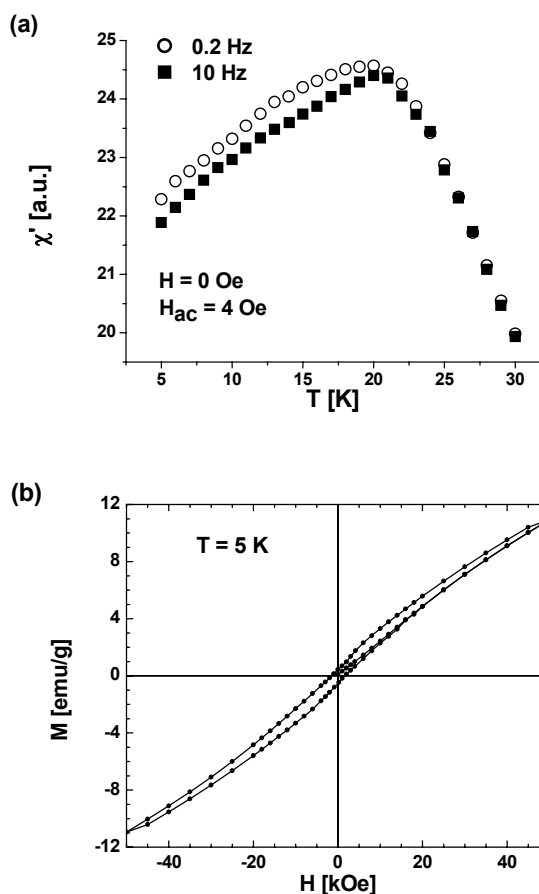 (a)
0.2 Hz
10 Hz
25
24
23
22
21
20
χ' [a.u.]
H = 0 Oe
H_ac = 4 Oe
5 10 15 20 25 30
T [K]
(b)
12
8
4
0
-4
-8
-12
M [emu/g]
T = 5 K
-40 -20 0 20 40
H [kOe]